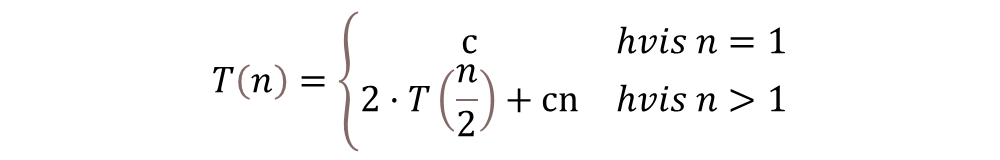 T(n) = { c hvis n = 1
2 · T(n/2) + cn hvis n > 1